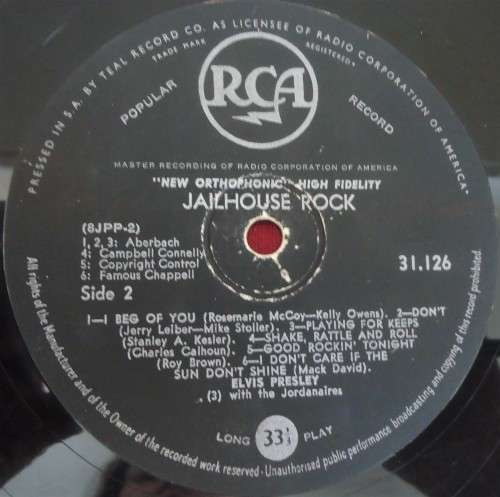 PRESSED IN S.A. BY TEAL RECORD CO. AS LICENSEE OF RADIO CORPORATION OF AMERICA"
TRADE MARK
REGISTERED
POPULAR
RCA
RECORD
MASTER RECORDING OF RADIO CORPORATION OF AMERICA
"NEW ORTHOPHONIC" HIGH FIDELITY
JAILHOUSE ROCK
(SJPP-2)
1, 2, 3: Aberbach
4: Campbell Connelly
5: Copyright Control
6: Famous Chappell
31.126
Side 2
1—I BEG OF YOU (Rosemarie McCoy—Kelly Owens). 2—DON'T
(Jerry Leiber—Mike Stoller). 3—PLAYING FOR KEEPS
(Stanley A. Kesler). 4—SHAKE, RATTLE AND ROLL
(Charles Calhoun). 5—GOOD ROCKIN' TONIGHT
(Roy Brown). 6—I DON'T CARE IF THE
SUN DON'T SHINE (Mack David).
ELVIS PRESLEY
(3) with the Jordanaires
LONG 33⅓ PLAY
All rights of the Manufacturer and of the Owner of the recorded work reserved - Unauthorised public performance broadcasting and copying of this record prohibited.